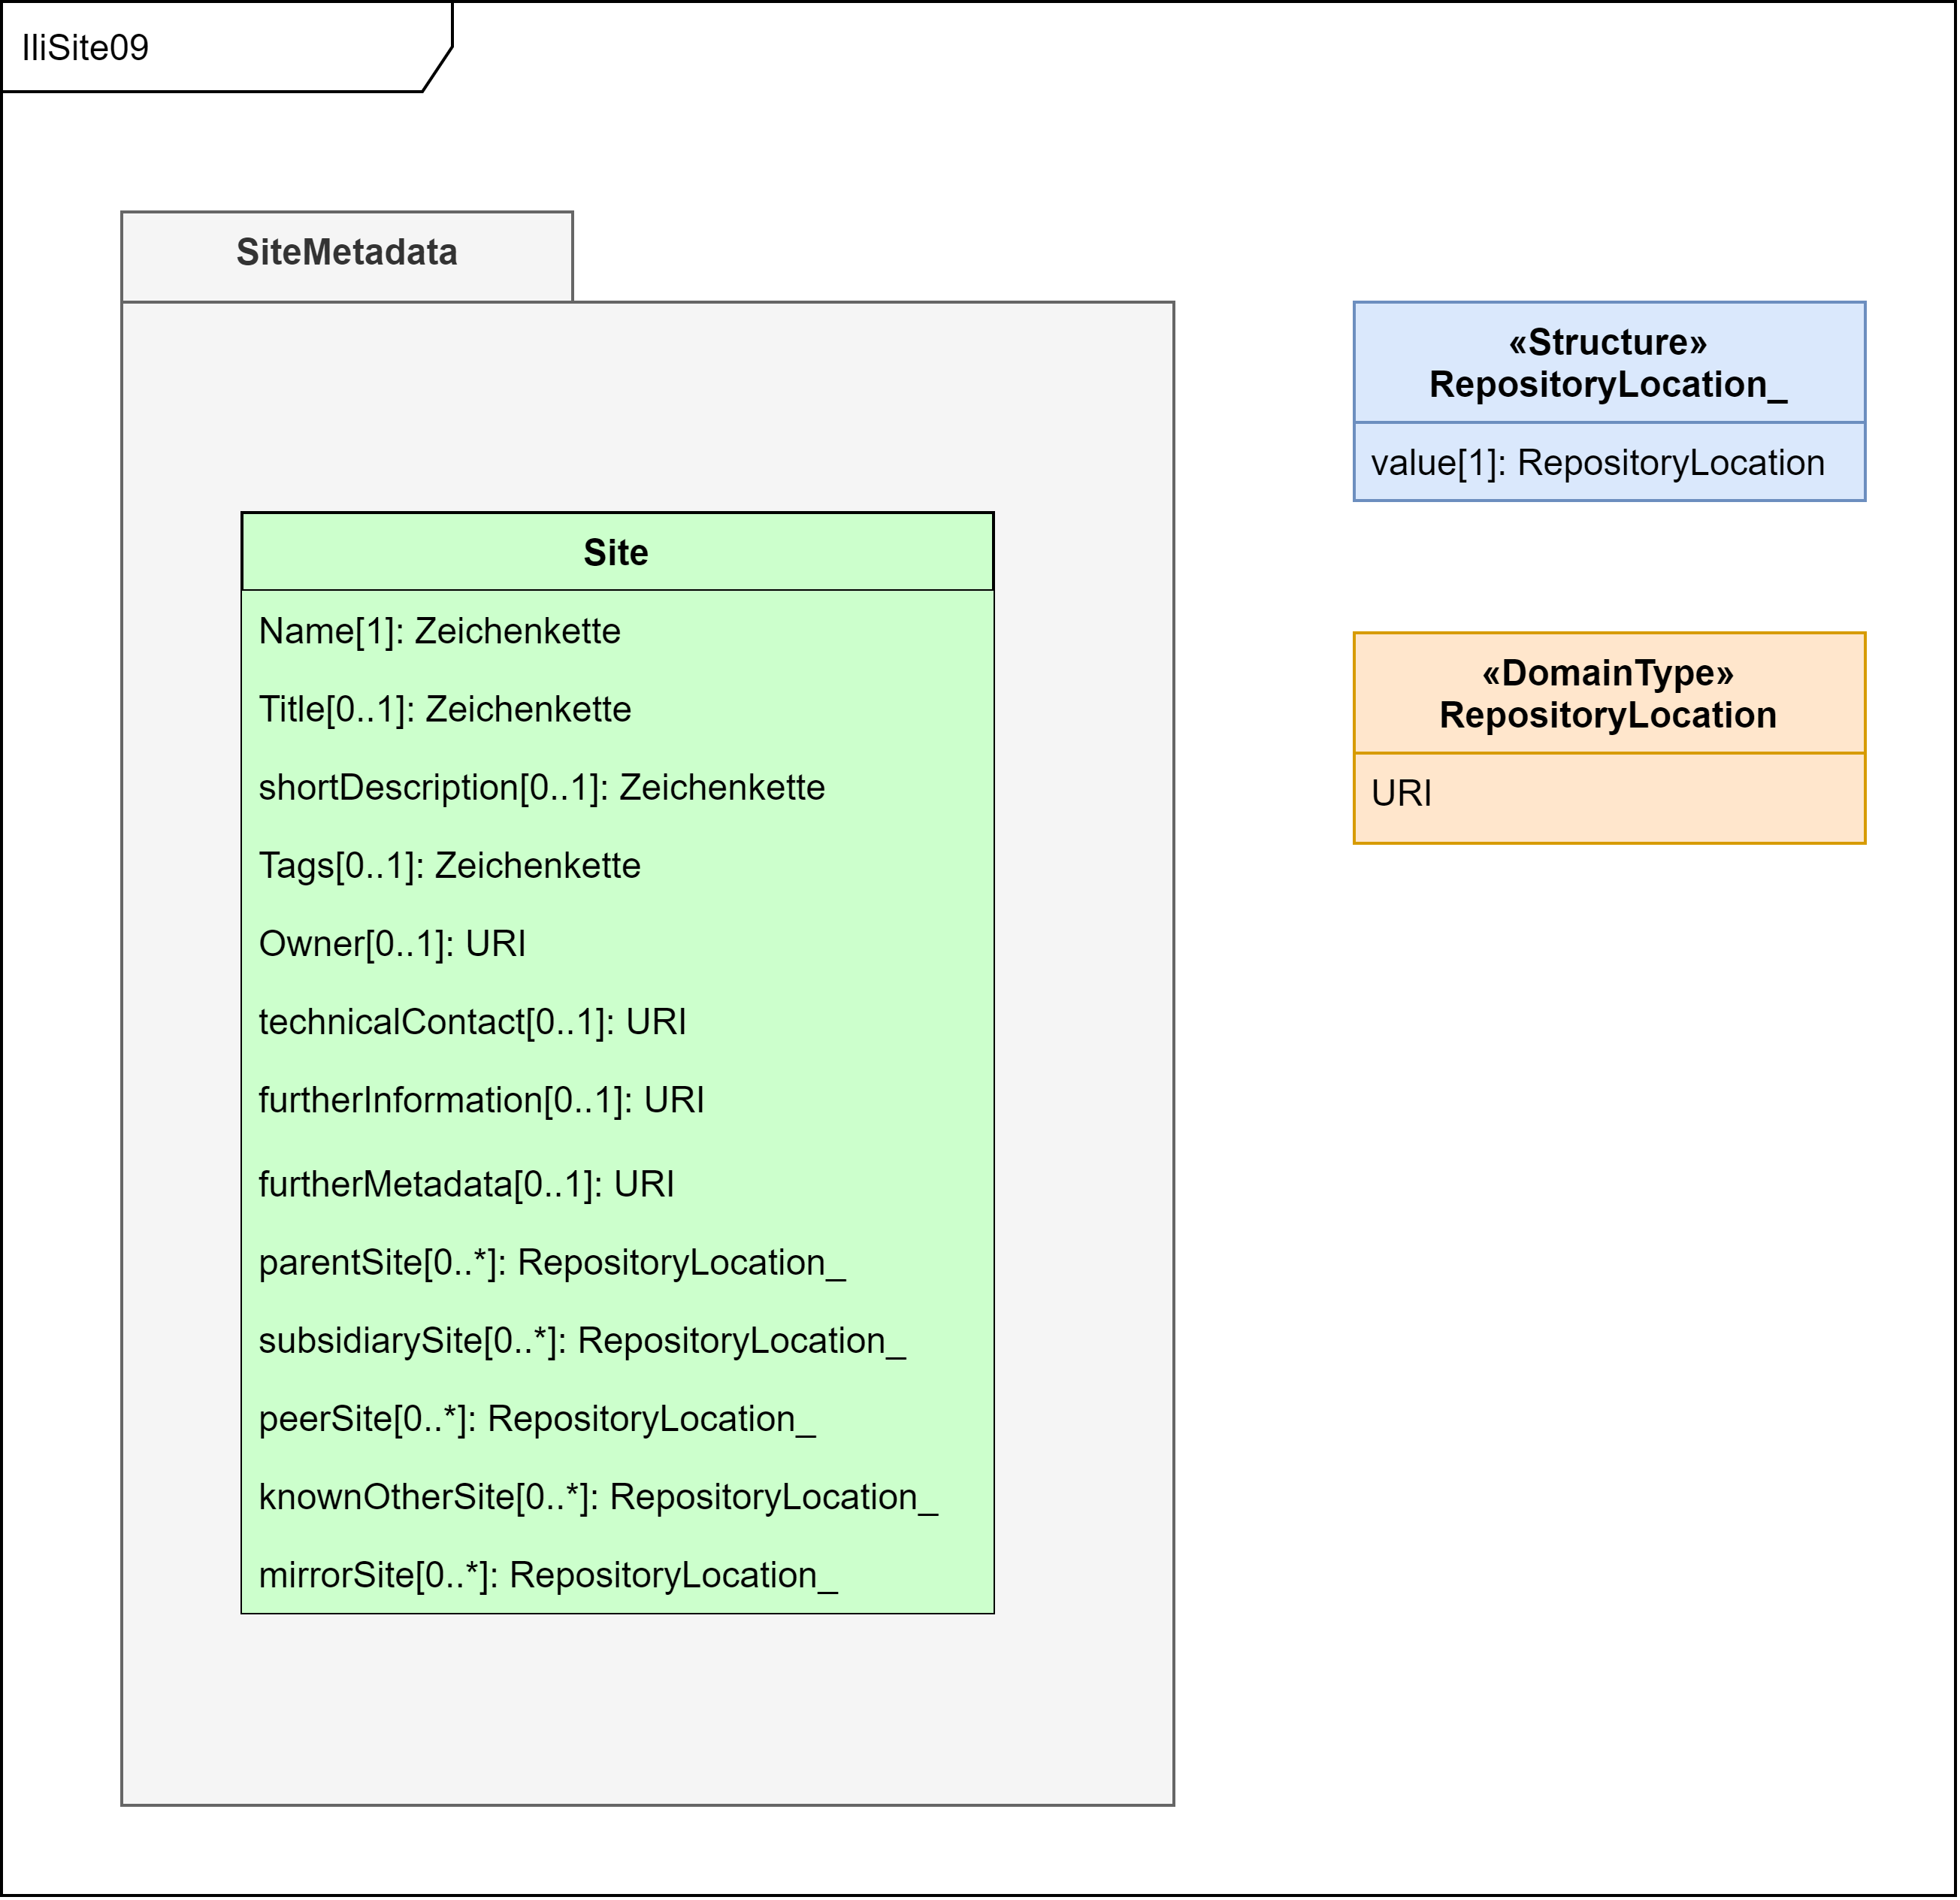 IliSite09
SiteMetadata
Site
Name[1]: Zeichenkette
Title[0..1]: Zeichenkette
shortDescription[0..1]: Zeichenkette
Tags[0..1]: Zeichenkette
Owner[0..1]: URI
technicalContact[0..1]: URI
furtherInformation[0..1]: URI
furtherMetadata[0..1]: URI
parentSite[0..*]: RepositoryLocation_
subsidiarySite[0..*]: RepositoryLocation_
peerSite[0..*]: RepositoryLocation_
knownOtherSite[0..*]: RepositoryLocation_
mirrorSite[0..*]: RepositoryLocation_
«Structure»
RepositoryLocation_
value[1]: RepositoryLocation
«DomainType»
RepositoryLocation
URI